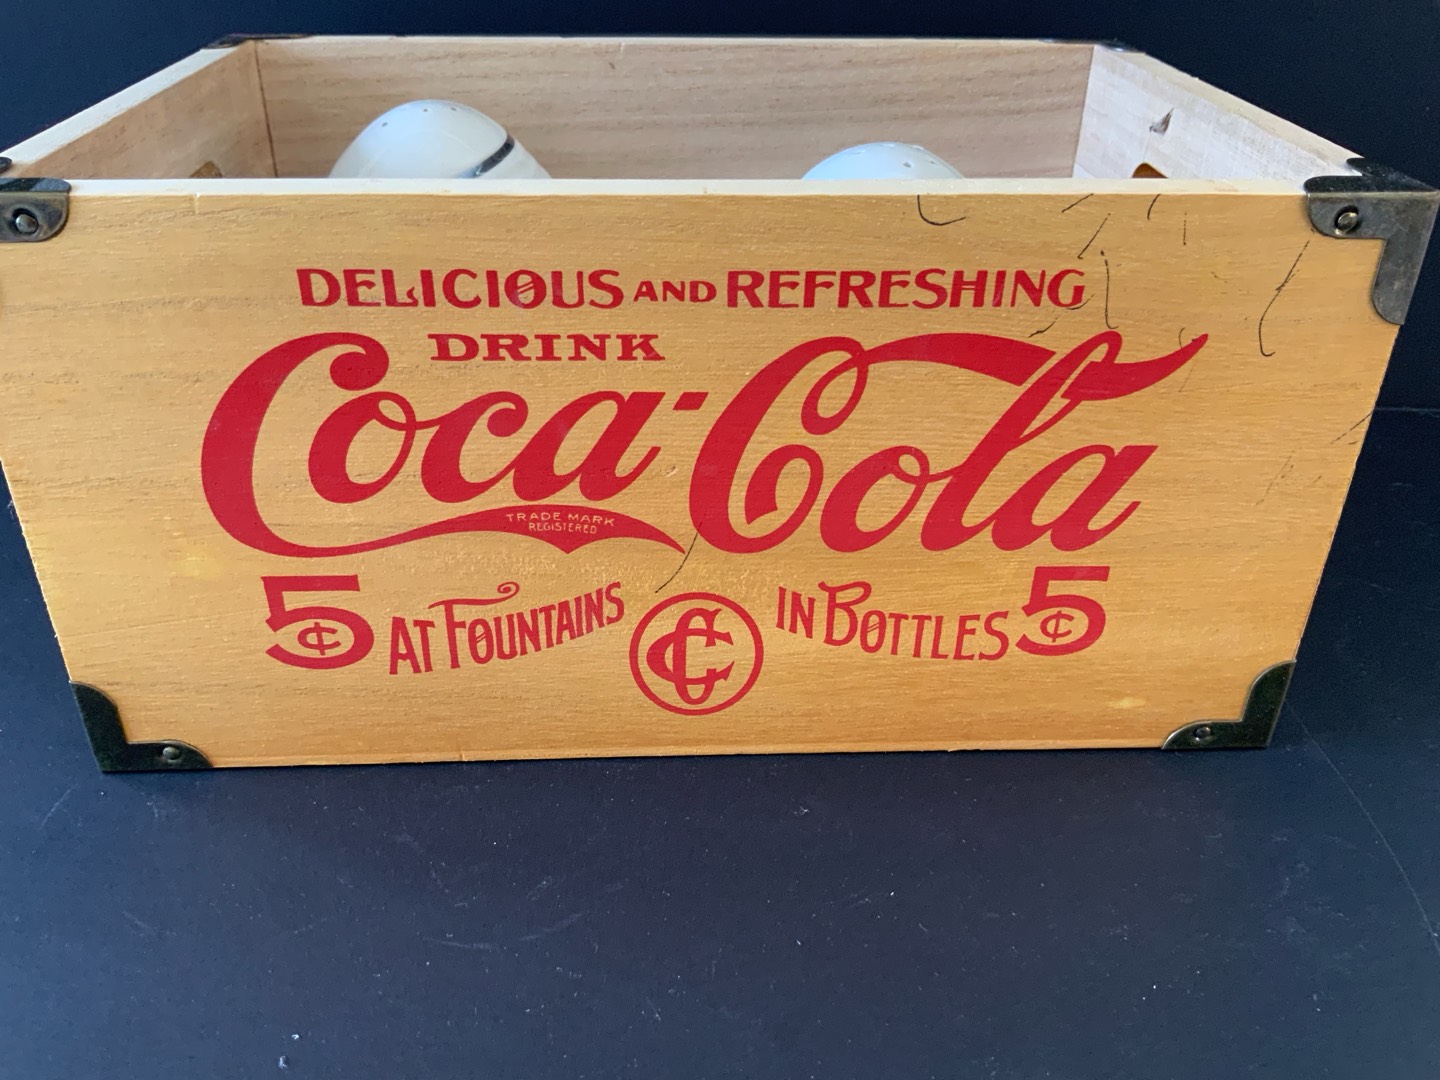 DELICIOUS AND REFRESHING
DRINK
Coca-Cola
TRADE MARK
REGISTERED
5¢ AT FOUNTAINS CC IN BOTTLES 5¢